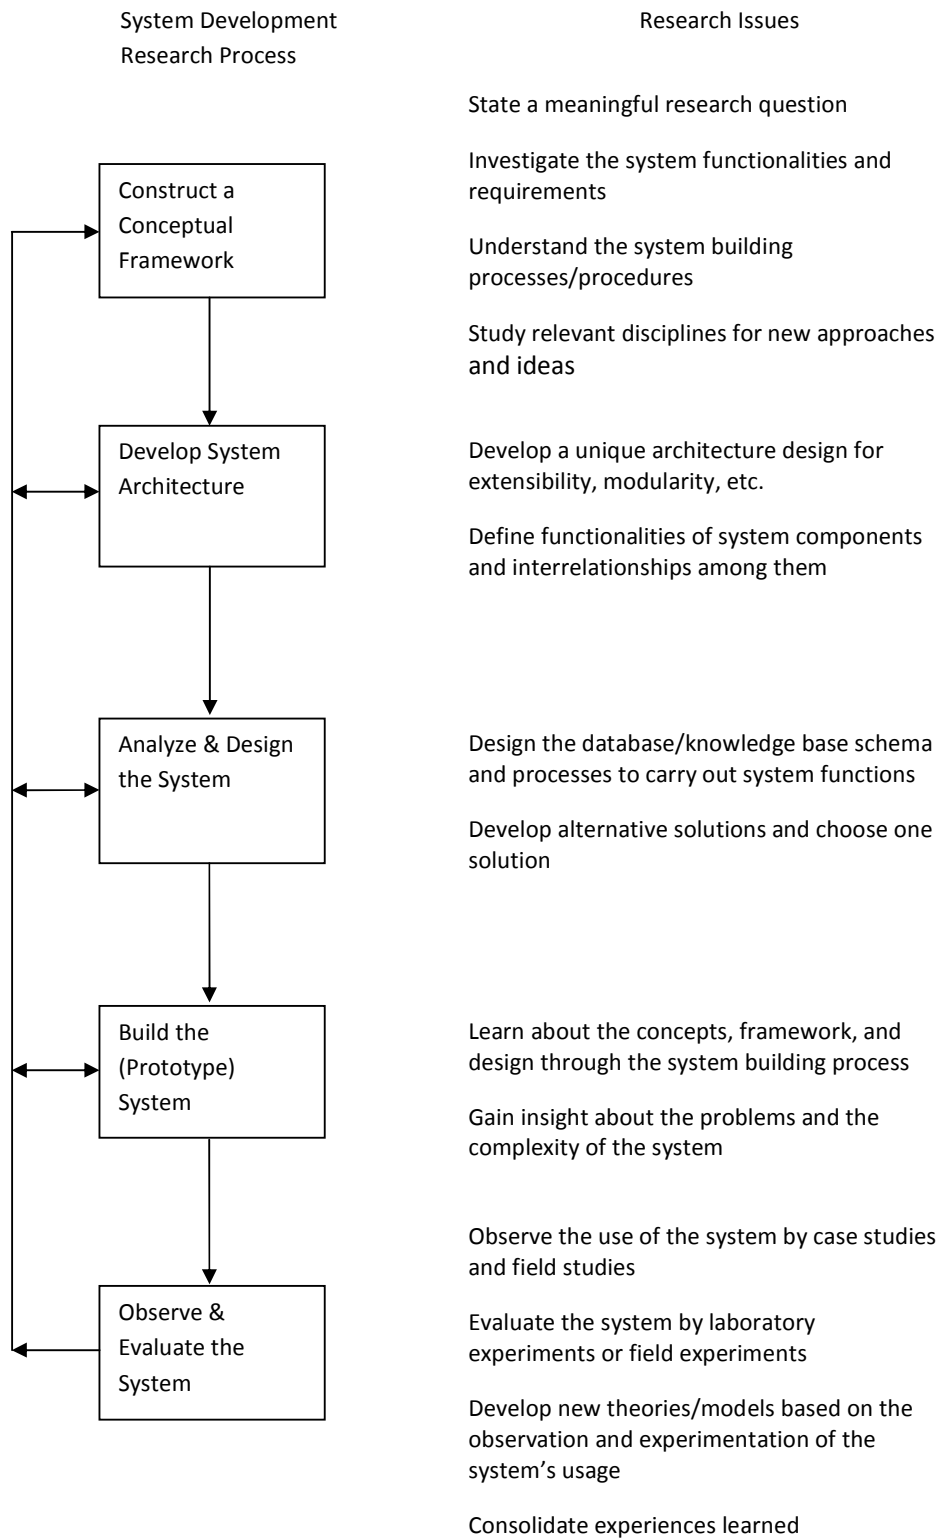 System Development
Research Process
Research Issues
State a meaningful research question
Construct a
Conceptual
Framework
Investigate the system functionalities and
requirements
Understand the system building
processes/procedures
Study relevant disciplines for new approaches
and ideas
Develop System
Architecture
Develop a unique architecture design for
extensibility, modularity, etc.
Define functionalities of system components
and interrelationships among them
Analyze & Design
the System
Design the database/knowledge base schema
and processes to carry out system functions
Develop alternative solutions and choose one
solution
Build the
(Prototype)
System
Learn about the concepts, framework, and
design through the system building process
Gain insight about the problems and the
complexity of the system
Observe &
Evaluate the
System
Observe the use of the system by case studies
and field studies
Evaluate the system by laboratory
experiments or field experiments
Develop new theories/models based on the
observation and experimentation of the
system’s usage
Consolidate experiences learned